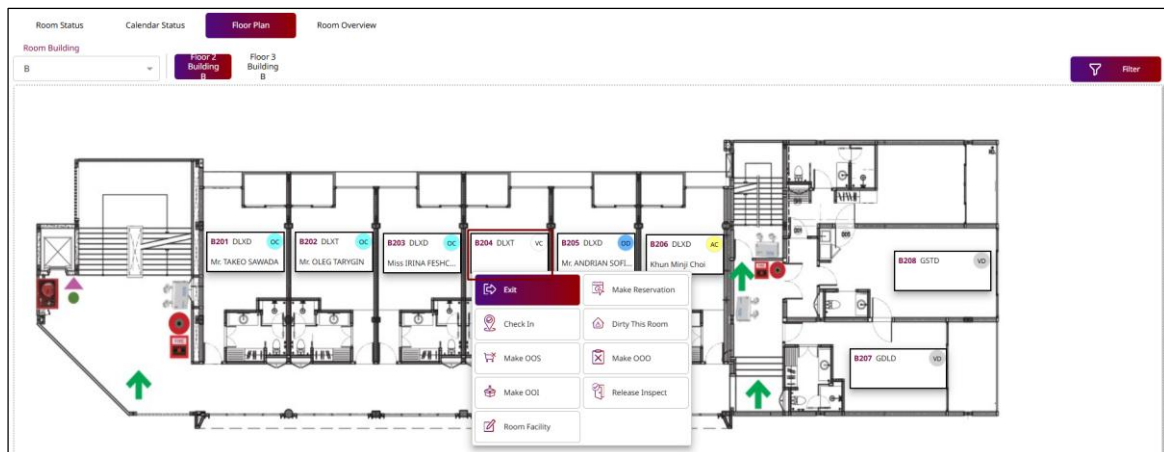 Room Status
Calendar Status
Floor Plan
Room Overview
Room Building
B
Floor 2
Building
B
Floor 3
Building
B
Filter
B201 DLXD OC
Mr. TAKEO SAWADA
B202 DLXT OC
Mr. OLEG TARYGIN
B203 DLXD OC
Miss IRINA FESHC...
B204 DLXT VC
B205 DLXD OD
Mr. ANDRIAN SOFI...
B206 DLXD AC
Khun Minji Choi
B208 GSTD VD
B207 GDLD VD
Exit
Make Reservation
Check In
Dirty This Room
Make OOS
Make OOO
Make OOI
Release Inspect
Room Facility